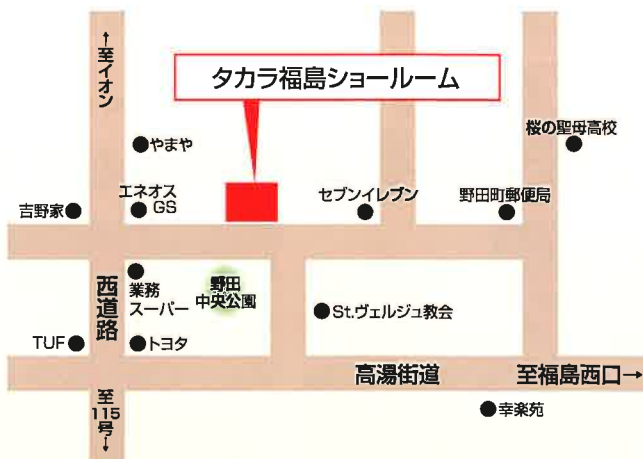 ←至イオン
タカラ福島ショールーム
やまや
桜の聖母高校
吉野家
エネオス
GS
セブンイレブン
野田町郵便局
西道路
業務
スーパー
野田
中央公園
St.ヴェルジュ教会
TUF
トヨタ
高湯街道
至福島西口→
至
115
号→
幸楽苑